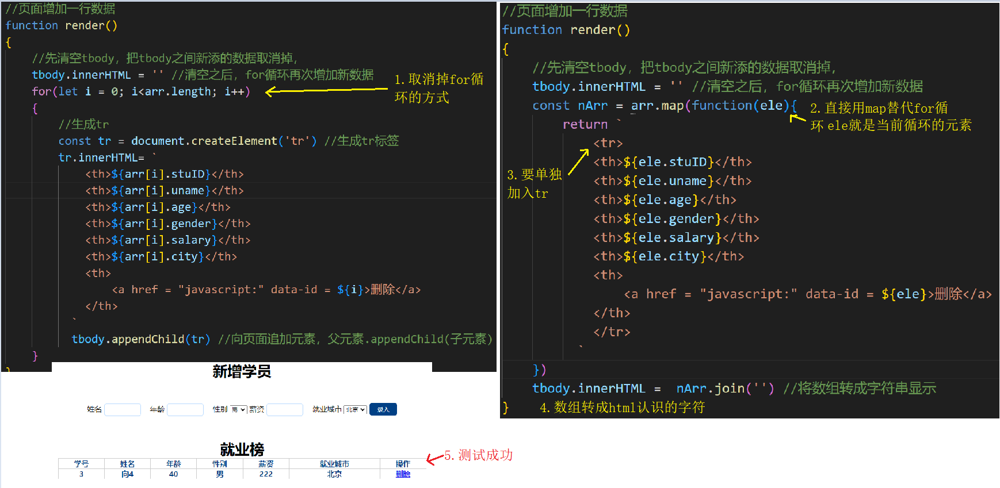 //页面增加一行数据
function render()
{
//先清空tbody，把tbody之间新添的数据取消掉，
tbody.innerHTML = '' //清空之后，for循环再次增加新数据
for(let i = 0; i<arr.length; i++)
{
//生成tr
const tr = document.createElement('tr') //生成tr标签
tr.innerHTML= `
<th>${arr[i].stuID}</th>
<th>${arr[i].uname}</th>
<th>${arr[i].age}</th>
<th>${arr[i].gender}</th>
<th>${arr[i].salary}</th>
<th>${arr[i].city}</th>
<th>
<a href = "javascript:" data-id = ${i}>删除</a>
</th>
`
tbody.appendChild(tr) //向页面追加元素，父元素.appendChild(子元素)
}
}
1.取消掉for循
环的方式
//页面增加一行数据
function render()
{
//先清空tbody，把tbody之间新添的数据取消掉，
tbody.innerHTML = '' //清空之后，for循环再次增加新数据
const nArr = arr.map(function(ele){
return `
<tr>
<th>${ele.stuID}</th>
<th>${ele.uname}</th>
<th>${ele.age}</th>
<th>${ele.gender}</th>
<th>${ele.salary}</th>
<th>${ele.city}</th>
<th>
<a href = "javascript:" data-id = ${ele}>删除</a>
</th>
</tr>
`
})
tbody.innerHTML =  nArr.join('') //将数组转成字符串显示
}
2.直接用map替代for循
环 ele就是当前循环的元素
3.要单独
加入tr
4.数组转成html认识的字符
新增学员
姓名 年龄 性别 男 薪资 就业城市 北京 录入
就业榜
学号 姓名 年龄 性别 薪资 就业城市 操作
3 向4 40 男 222 北京 删除
5.测试成功